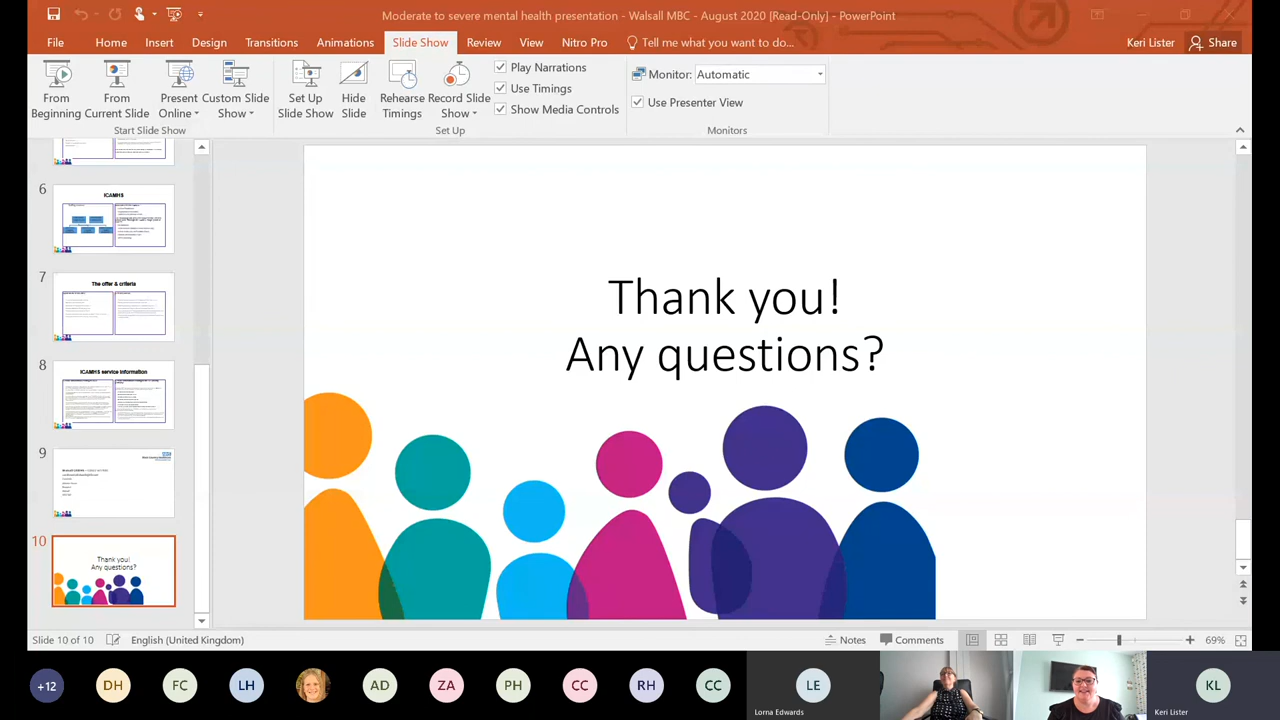 Moderate to severe mental health presentation - Walsall MBC - August 2020 [Read-Only] - PowerPoint
File Home Insert Design Transitions Animations Slide Show Review View Nitro Pro Tell me what you want to do... Keri Lister Share
From Beginning
From Current Slide
Present Online
Custom Slide Show
Start Slide Show
Set Up Slide Show
Hide Slide
Rehearse Timings
Record Slide Show
Play Narrations
Use Timings
Show Media Controls
Set Up
Monitor: Automatic
Use Presenter View
Monitors
6
ICAMHS
7
The offer & criteria
8
ICAMHS service information
9
10
Thank you!
Any questions?
Thank you!
Any questions?
Slide 10 of 10 English (United Kingdom) Notes Comments 69%
+12 DH FC LH AD ZA PH CC RH CC LE KL
Lorna Edwards Keri Lister